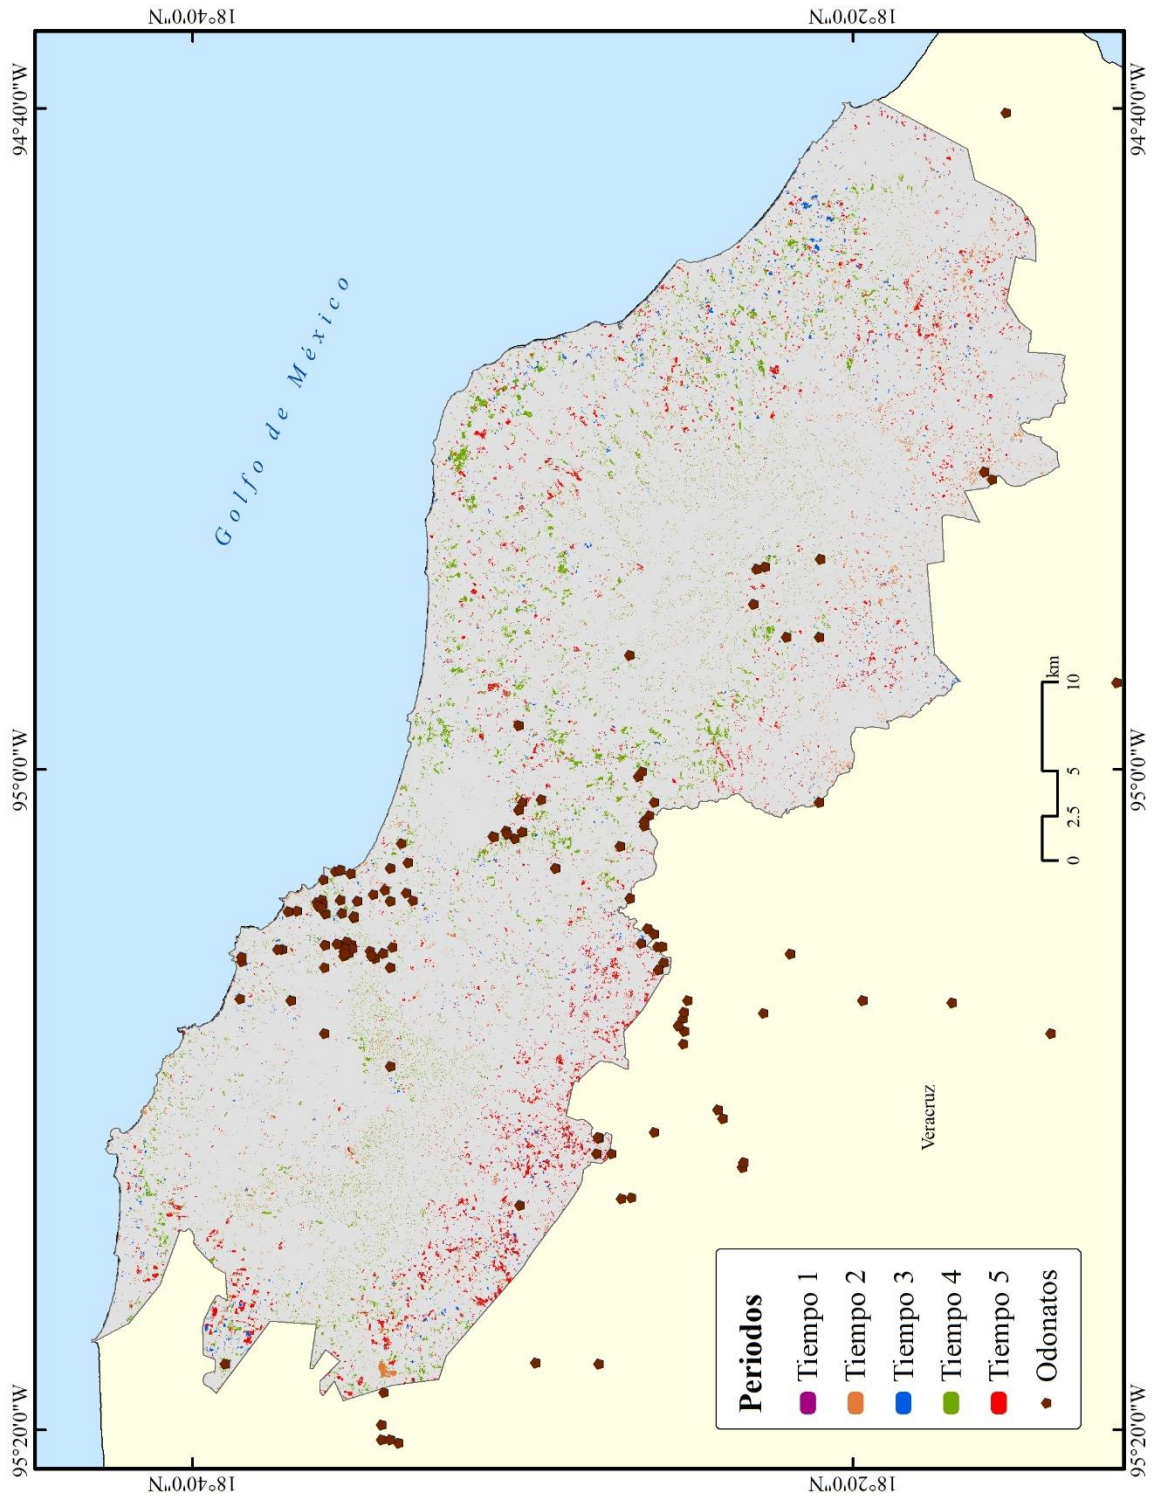 95°20'0"W
95°0'0"W
94°40'0"W
18°40'0"N
18°40'0"N
Golfo de México
18°20'0"N
18°20'0"N
Veracruz
Periodos
Tiempo 1
Tiempo 2
Tiempo 3
Tiempo 4
Tiempo 5
Odonatos
0 2.5 5 10
km
95°20'0"W
95°0'0"W
94°40'0"W